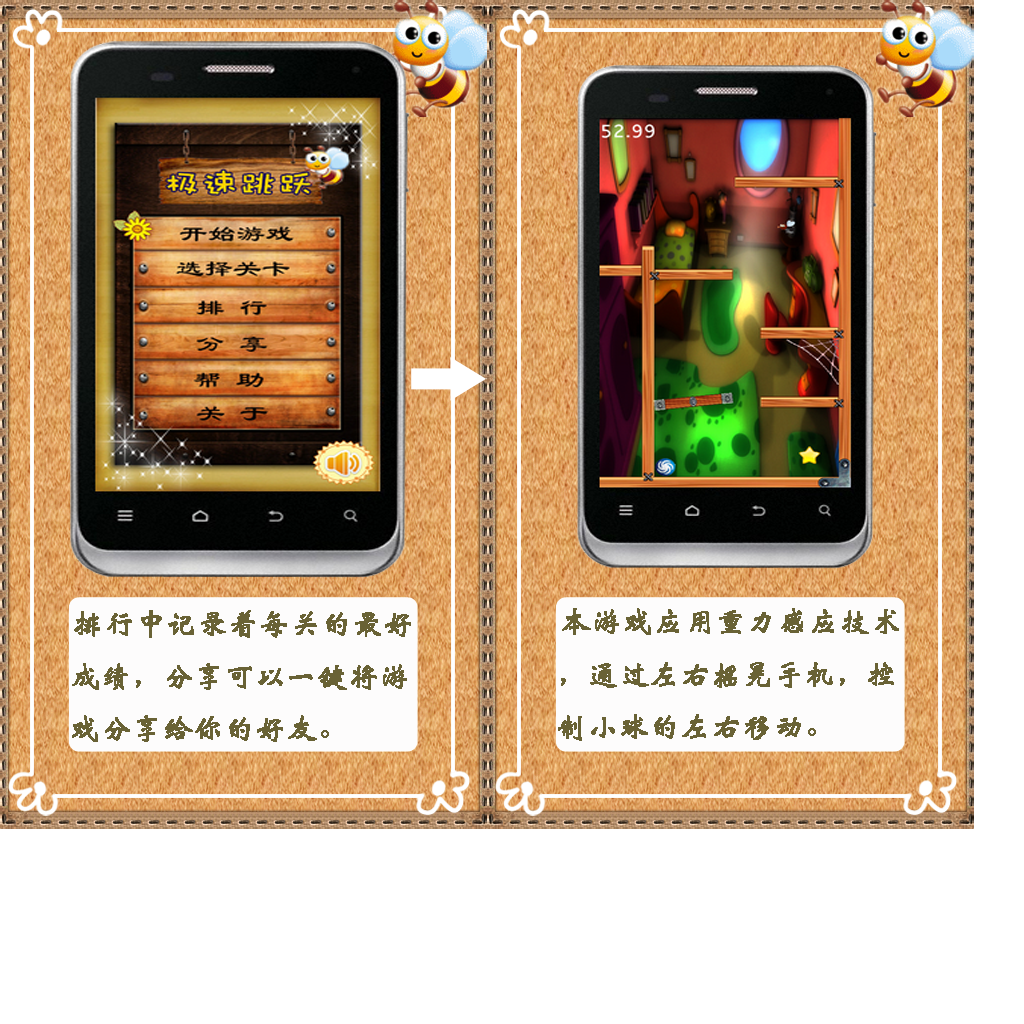 极速跳跃
开始游戏
选择关卡
排 行
分 享
帮 助
关 于
排行中记录着每关的最好
成绩，分享可以一键将游
戏分享给你的好友。
52.99
本游戏应用重力感应技术
，通过左右摇晃手机，控
制小球的左右移动。